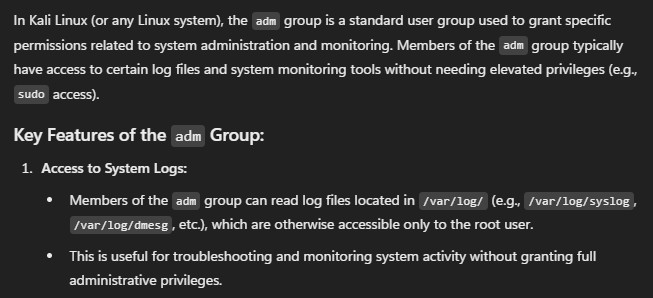 In Kali Linux (or any Linux system), the adm group is a standard user group used to grant specific
permissions related to system administration and monitoring. Members of the adm group typically
have access to certain log files and system monitoring tools without needing elevated privileges (e.g.,
sudo access).
Key Features of the adm Group:
1. Access to System Logs:
• Members of the adm group can read log files located in /var/log/ (e.g., /var/log/syslog,
/var/log/dmesg, etc.), which are otherwise accessible only to the root user.
• This is useful for troubleshooting and monitoring system activity without granting full
administrative privileges.